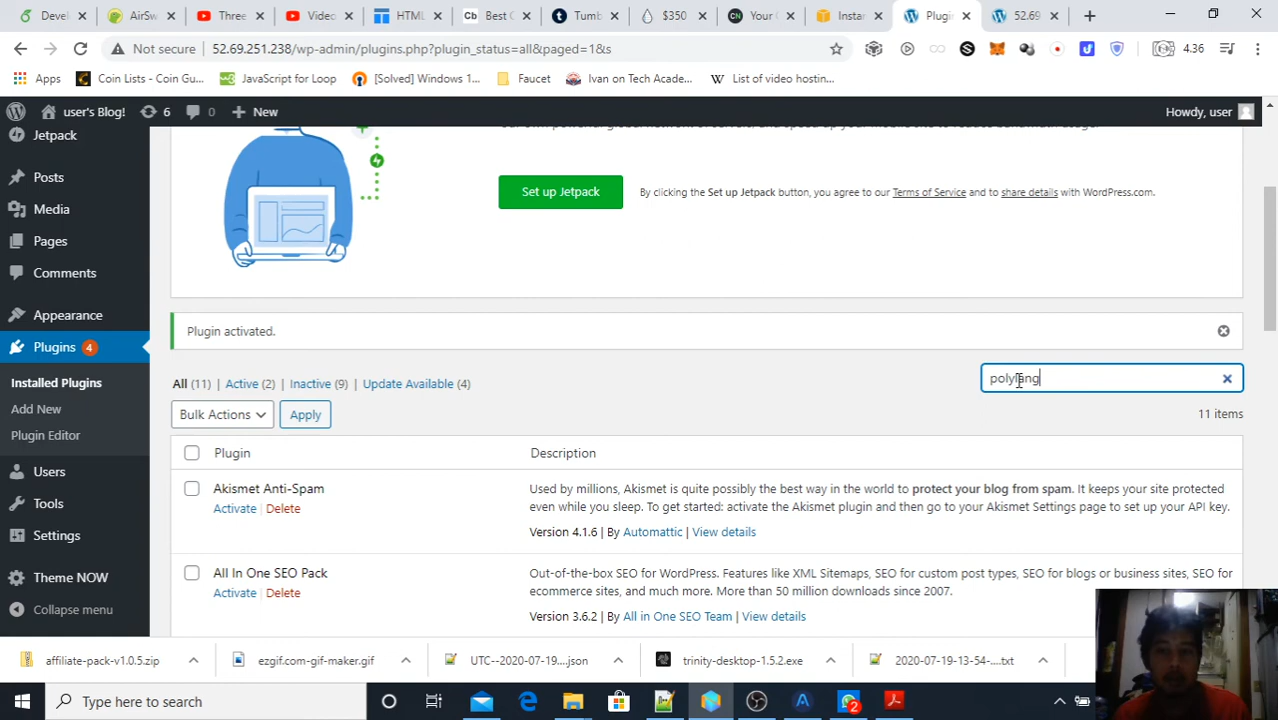 Develo
AirSw
Three
Video
HTML
Best C
Tumb
$350
Your C
Instan
Plugin
52.69
Not secure
52.69.251.238/wp-admin/plugins.php?plugin_status=all&paged=1&s
4.36
Apps
Coin Lists - Coin Gu...
JavaScript for Loop
[Solved] Windows 1...
Faucet
Ivan on Tech Acade...
List of video hostin...
user's Blog!
6
0
New
Howdy, user
Jetpack
Posts
Media
Pages
Comments
Appearance
Plugins 4
Installed Plugins
Add New
Plugin Editor
Users
Tools
Settings
Theme NOW
Collapse menu
Set up Jetpack
By clicking the Set up Jetpack button, you agree to our Terms of Service and to share details with WordPress.com.
Plugin activated.
All (11) | Active (2) | Inactive (9) | Update Available (4)
polylang
Bulk Actions
Apply
11 items
Plugin
Description
Akismet Anti-Spam
Activate | Delete
Used by millions, Akismet is quite possibly the best way in the world to protect your blog from spam. It keeps your site protected
even while you sleep. To get started: activate the Akismet plugin and then go to your Akismet Settings page to set up your API key.
Version 4.1.6 | By Automattic | View details
All In One SEO Pack
Activate | Delete
Out-of-the-box SEO for WordPress. Features like XML Sitemaps, SEO for custom post types, SEO for blogs or business sites, SEO for
ecommerce sites, and much more. More than 50 million downloads since 2007.
Version 3.6.2 | By All in One SEO Team | View details
affiliate-pack-v1.0.5.zip
ezgif.com-gif-maker.gif
UTC--2020-07-19....json
trinity-desktop-1.5.2.exe
2020-07-19-13-54-....txt
Type here to search
2